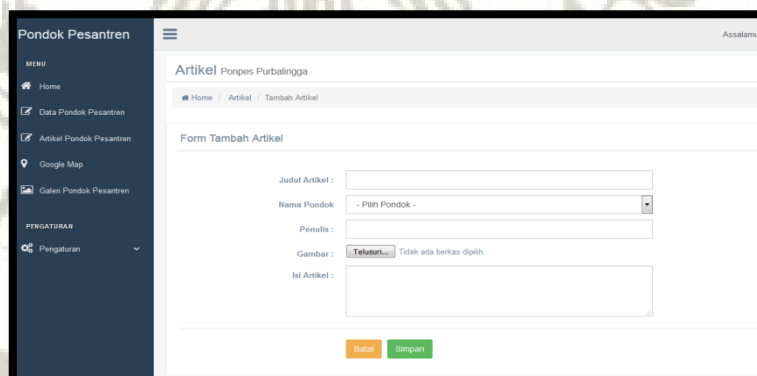 Pondok Pesantren
Assalamu
MENU
Home
Data Pondok Pesantren
Artikel Pondok Pesantren
Google Map
Galeri Pondok Pesantren
PENGATURAN
Pengaturan
Artikel Ponpes Purbalingga
Home / Artikel / Tambah Artikel
Form Tambah Artikel
Judul Artikel :
Nama Pondok - Pilih Pondok -
Penulis :
Gambar : Telusuri... Tidak ada berkas dipilih.
Isi Artikel :
Batal Simpan